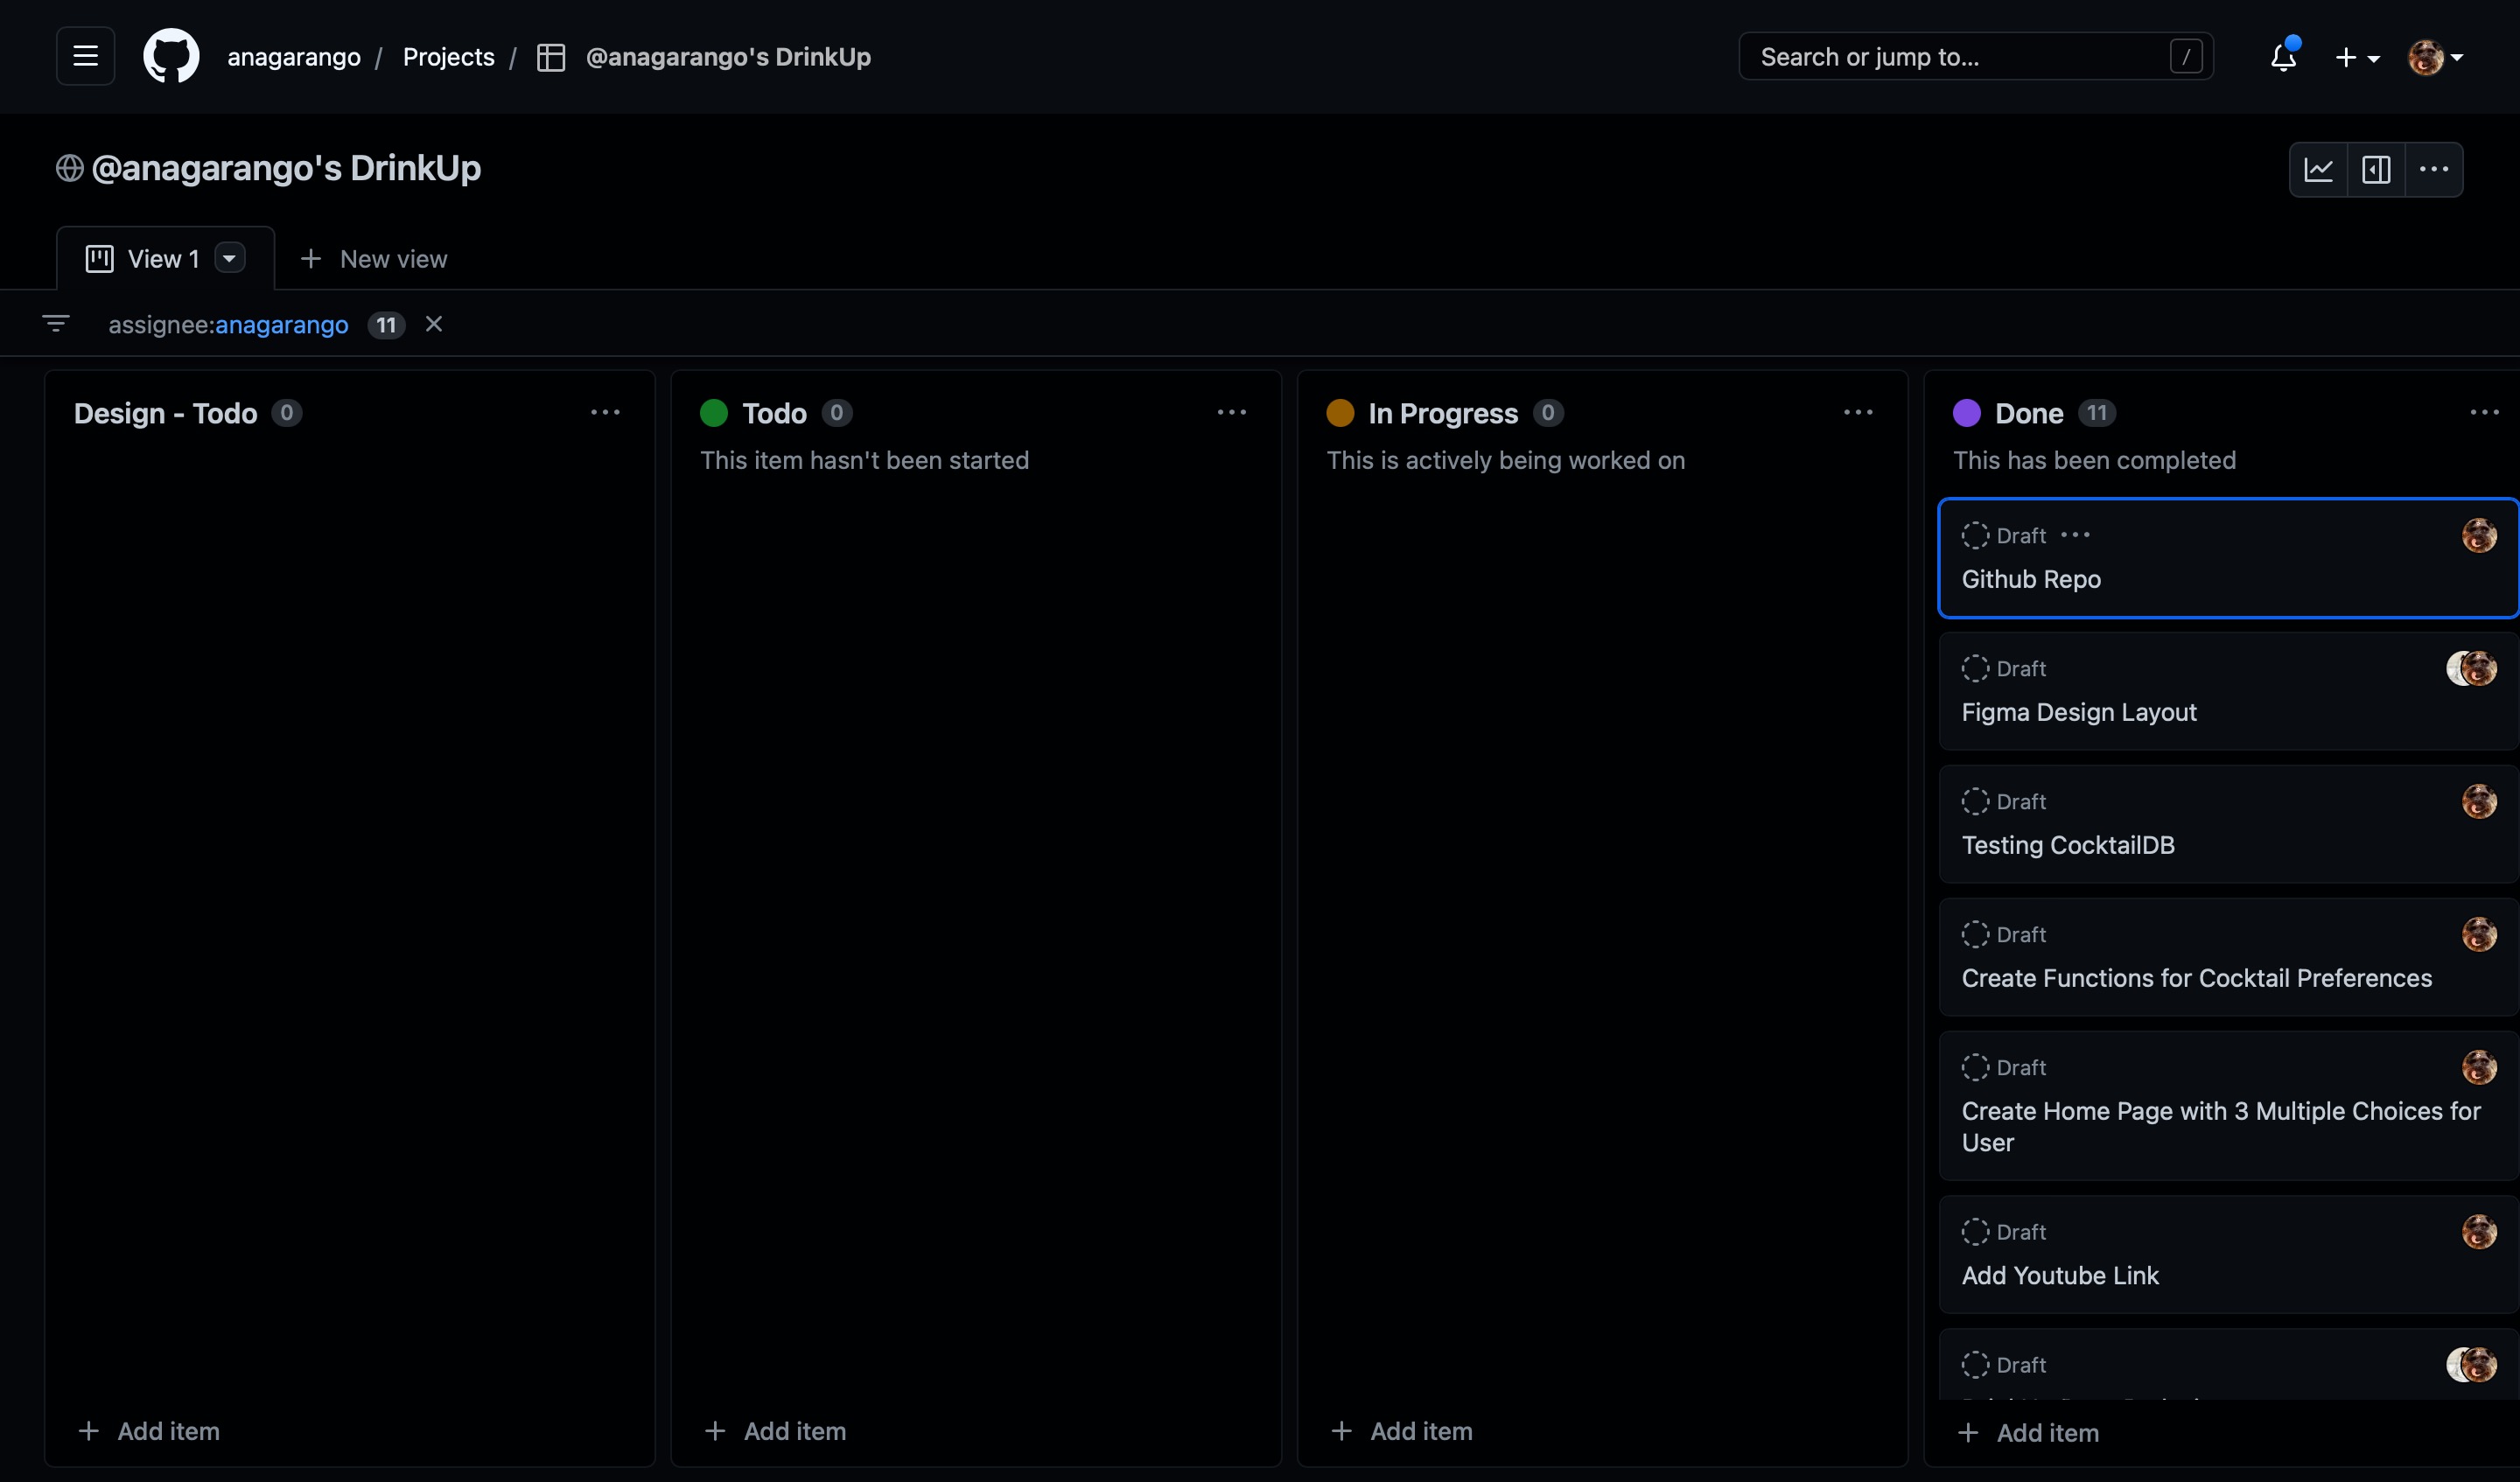 anagarango / Projects / @anagarango's DrinkUp
Search or jump to... /
@anagarango's DrinkUp
View 1
New view
assignee:anagarango 11
Design - Todo 0
Todo 0
This item hasn't been started
In Progress 0
This is actively being worked on
Done 11
This has been completed
Draft
Github Repo
Draft
Figma Design Layout
Draft
Testing CocktailDB
Draft
Create Functions for Cocktail Preferences
Draft
Create Home Page with 3 Multiple Choices for
User
Draft
Add Youtube Link
Draft
Add item
Add item
Add item
Add item